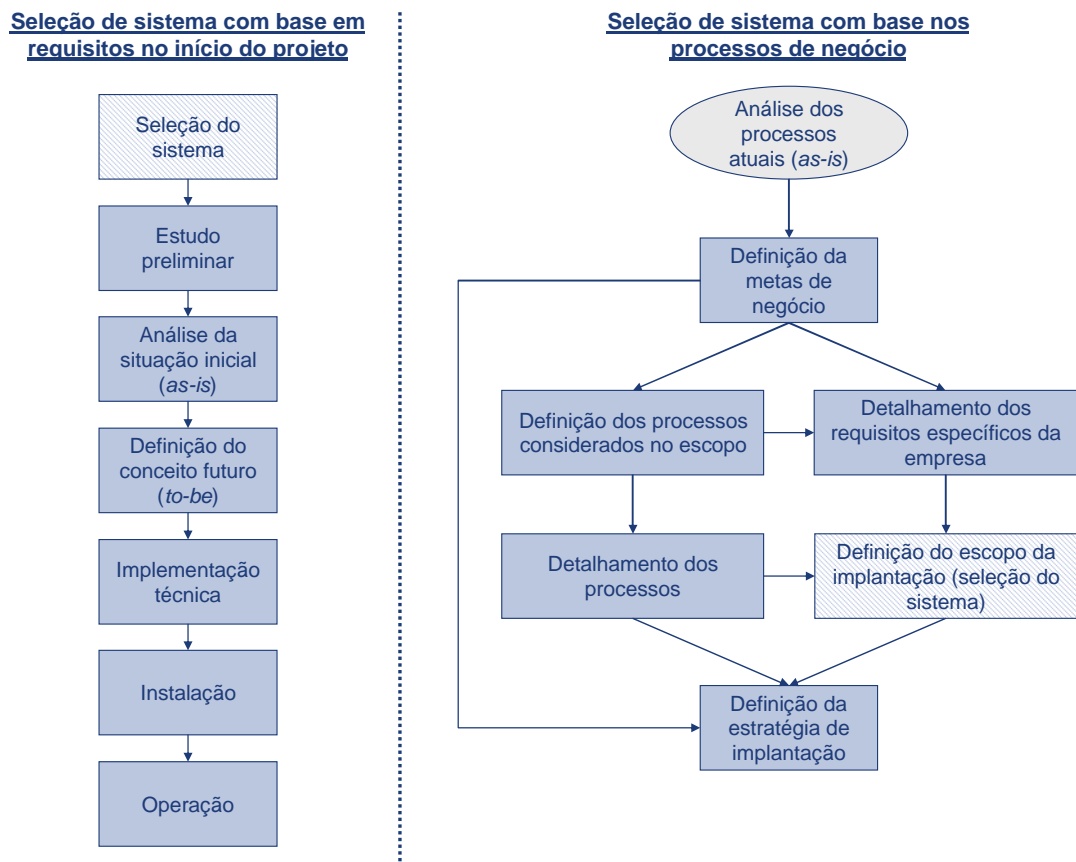 Seleção de sistema com base em
requisitos no início do projeto
Seleção do
sistema
Estudo
preliminar
Análise da
situação inicial
(as-is)
Definição do
conceito futuro
(to-be)
Implementação
técnica
Instalação
Operação
Seleção de sistema com base nos
processos de negócio
Análise dos
processos
atuais (as-is)
Definição da
metas de
negócio
Definição dos processos
considerados no escopo
Detalhamento dos
requisitos específicos da
empresa
Detalhamento dos
processos
Definição do escopo da
implantação (seleção do
sistema)
Definição da
estratégia de
implantação